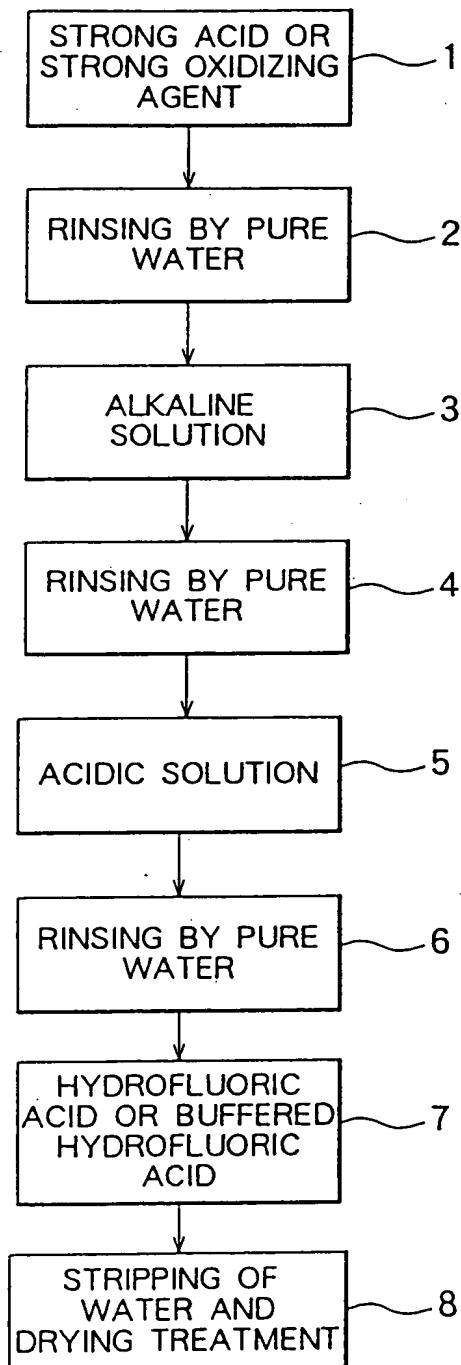 STRONG ACID OR
STRONG OXIDIZING
AGENT
1
RINSING BY PURE
WATER
2
ALKALINE
SOLUTION
3
RINSING BY PURE
WATER
4
ACIDIC SOLUTION
5
RINSING BY PURE
WATER
6
HYDROFLUORIC
ACID OR BUFFERED
HYDROFLUORIC
ACID
7
STRIPPING OF
WATER AND
DRYING TREATMENT
8